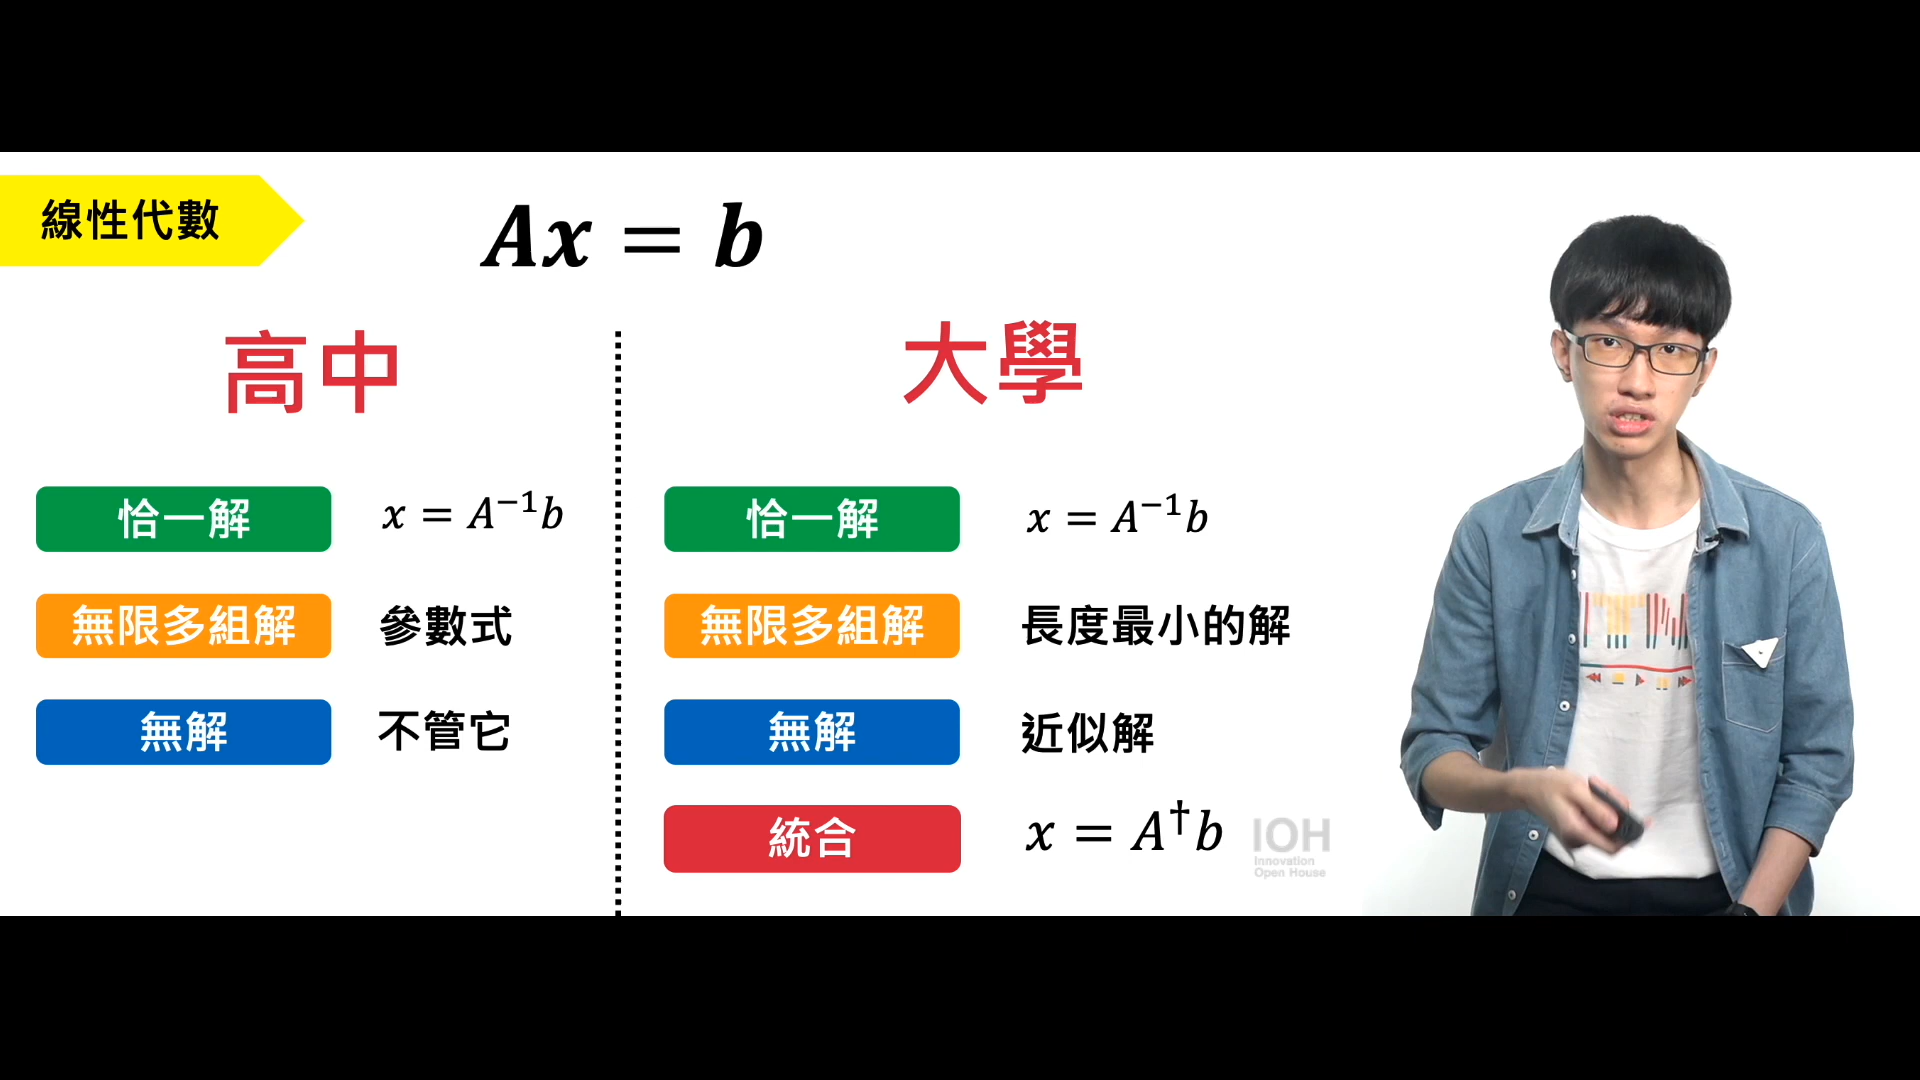 線性代數
Ax = b
高中
恰一解 x = A⁻¹b
無限多組解 參數式
無解 不管它
大學
恰一解 x = A⁻¹b
無限多組解 長度最小的解
無解 近似解
統合 x = A†b
IOH
Innovation
Open House